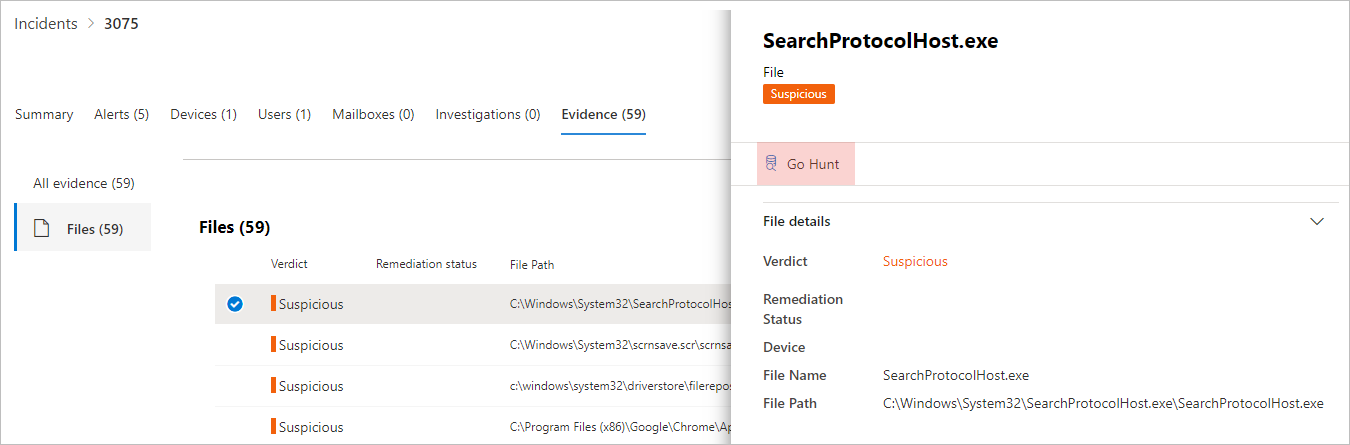 Incidents > 3075
Summary Alerts (5) Devices (1) Users (1) Mailboxes (0) Investigations (0) Evidence (59)
All evidence (59)
Files (59)
Files (59)
Verdict Remediation status File Path
Suspicious C:\Windows\System32\SearchProtocolHos
Suspicious C:\Windows\System32\scrnsave.scr\scrnsa
Suspicious c:\windows\system32\driverstore\filerepos
Suspicious C:\Program Files (x86)\Google\Chrome\Ap
SearchProtocolHost.exe
File
Suspicious
Go Hunt
File details
Verdict Suspicious
Remediation
Status
Device
File Name SearchProtocolHost.exe
File Path C:\Windows\System32\SearchProtocolHost.exe\SearchProtocolHost.exe